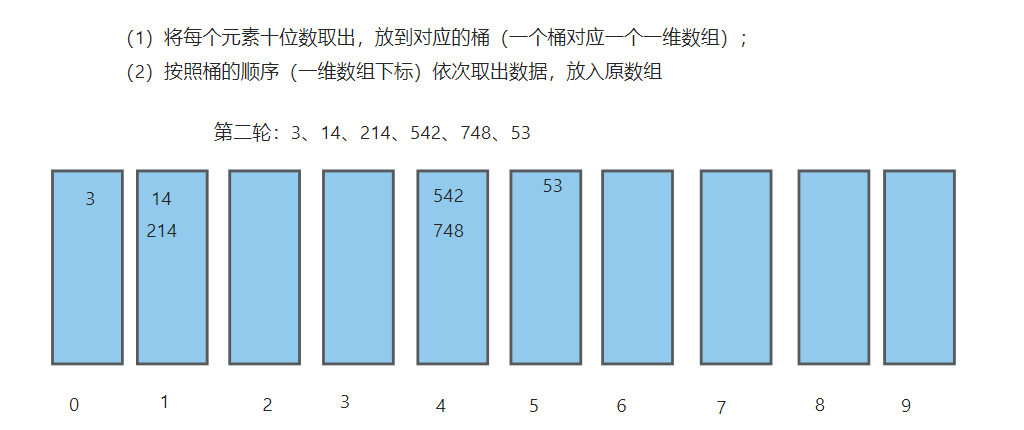 （1）将每个元素十位数取出，放到对应的桶（一个桶对应一个一维数组）；
（2）按照桶的顺序（一维数组下标）依次取出数据，放入原数组
第二轮：3、14、214、542、748、53
3 14 542 53
214 748
0 1 2 3 4 5 6 7 8 9